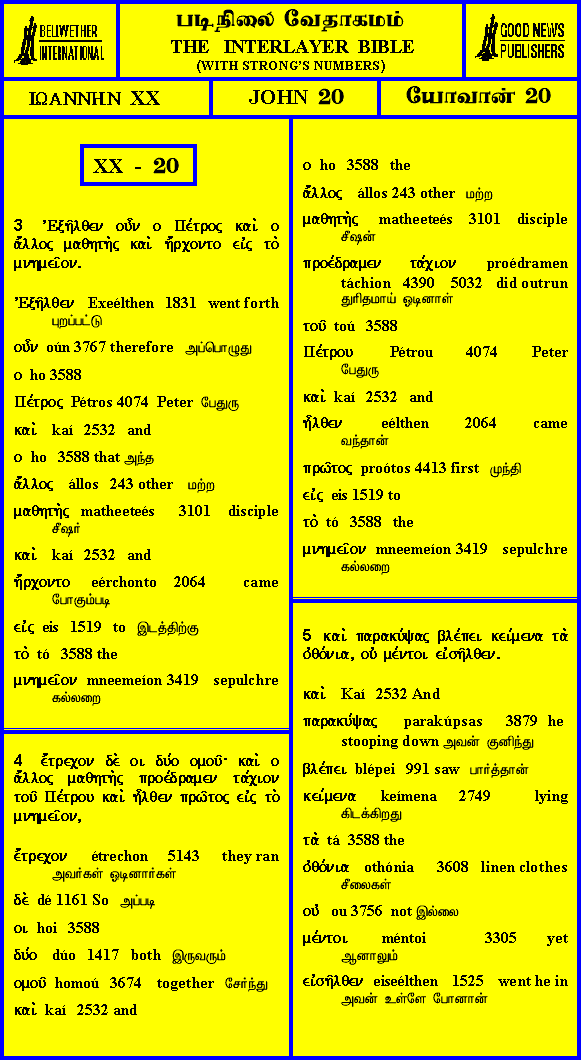 BELLWETHER
INTERNATIONAL
படிநிலை வேதாகமம்
THE INTERLAYER BIBLE
(WITH STRONG'S NUMBERS)
GOOD NEWS
PUBLISHERS
ΙΩΑΝΝΗΝ XX
JOHN 20
யோவான் 20
XX - 20
3 Ἐξῆλθεν οὖν ο Πέτρος καὶ ο
ἄλλος μαθητὴς καὶ ἤρχοντο εἰς τὸ
μνημεῖον.
Ἐξῆλθεν Exeélthen 1831 went forth
புறப்பட்டு
οὖν oún 3767 therefore அப்பொழுது
ο ho 3588
Πέτρος Pétros 4074 Peter பேதுரு
καὶ kaí 2532 and
ο ho 3588 that அந்த
ἄλλος állos 243 other மற்ற
μαθητὴς matheeteés 3101 disciple
சீஷர்
καὶ kaí 2532 and
ἤρχοντο eérchonto 2064 came
போகும்படி
εἰς eis 1519 to இடத்திற்கு
τὸ tó 3588 the
μνημεῖον mneemeíon 3419 sepulchre
கல்லறை
4 ἔτρεχον δὲ οι δύο ομοῦ· καὶ ο
ἄλλος μαθητὴς προέδραμεν τάχιον
τοῦ Πέτρου καὶ ἦλθεν πρῶτος εἰς τὸ
μνημεῖον,
ἔτρεχον étrechon 5143 they ran
அவர்கள் ஓடினார்கள்
δὲ dé 1161 So அப்படி
οι hoi 3588
δύο dúo 1417 both இருவரும்
ομοῦ homoú 3674 together சேர்ந்து
καὶ kaí 2532 and
ο ho 3588 the
ἄλλος állos 243 other மற்ற
μαθητὴς matheeteés 3101 disciple
சீஷன்
προέδραμεν τάχιον proédramen
táchion 4390 5032 did outrun
துரிதமாய் ஓடினாள்
τοῦ toú 3588
Πέτρου Pétrou 4074 Peter
பேதுரு
καὶ kaí 2532 and
ἦλθεν eélthen 2064 came
வந்தான்
πρῶτος proótos 4413 first முந்தி
εἰς eis 1519 to
τὸ tó 3588 the
μνημεῖον mneemeíon 3419 sepulchre
கல்லறை
5 καὶ παρακύψας βλέπει κείμενα τὰ
ὀθόνια, οὐ μέντοι εἰσῆλθεν.
καὶ Kaí 2532 And
παρακύψας parakúpsas 3879 he
stooping down அவன் குனிந்து
βλέπει blépei 991 saw பார்த்தான்
κείμενα keímena 2749 lying
கிடக்கிறது
τὰ tá 3588 the
ὀθόνια othónia 3608 linen clothes
சீலைகள்
οὐ ou 3756 not இல்லை
μέντοι méntoi 3305 yet
ஆனாலும்
εἰσῆλθεν eiseélthen 1525 went he in
அவன் உள்ளே போனான்